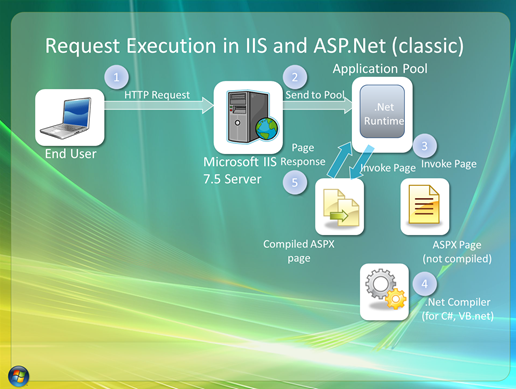 Request Execution in IIS and ASP.Net (classic)
1
HTTP Request
2
Send to Pool
Application Pool
.Net
Runtime
End User
Microsoft IIS
7.5 Server
Page
Response
5
3
Invoke Page
Invoke Page
Compiled ASPX
page
ASPX Page
(not compiled)
4
.Net Compiler
(for C#, VB.net)